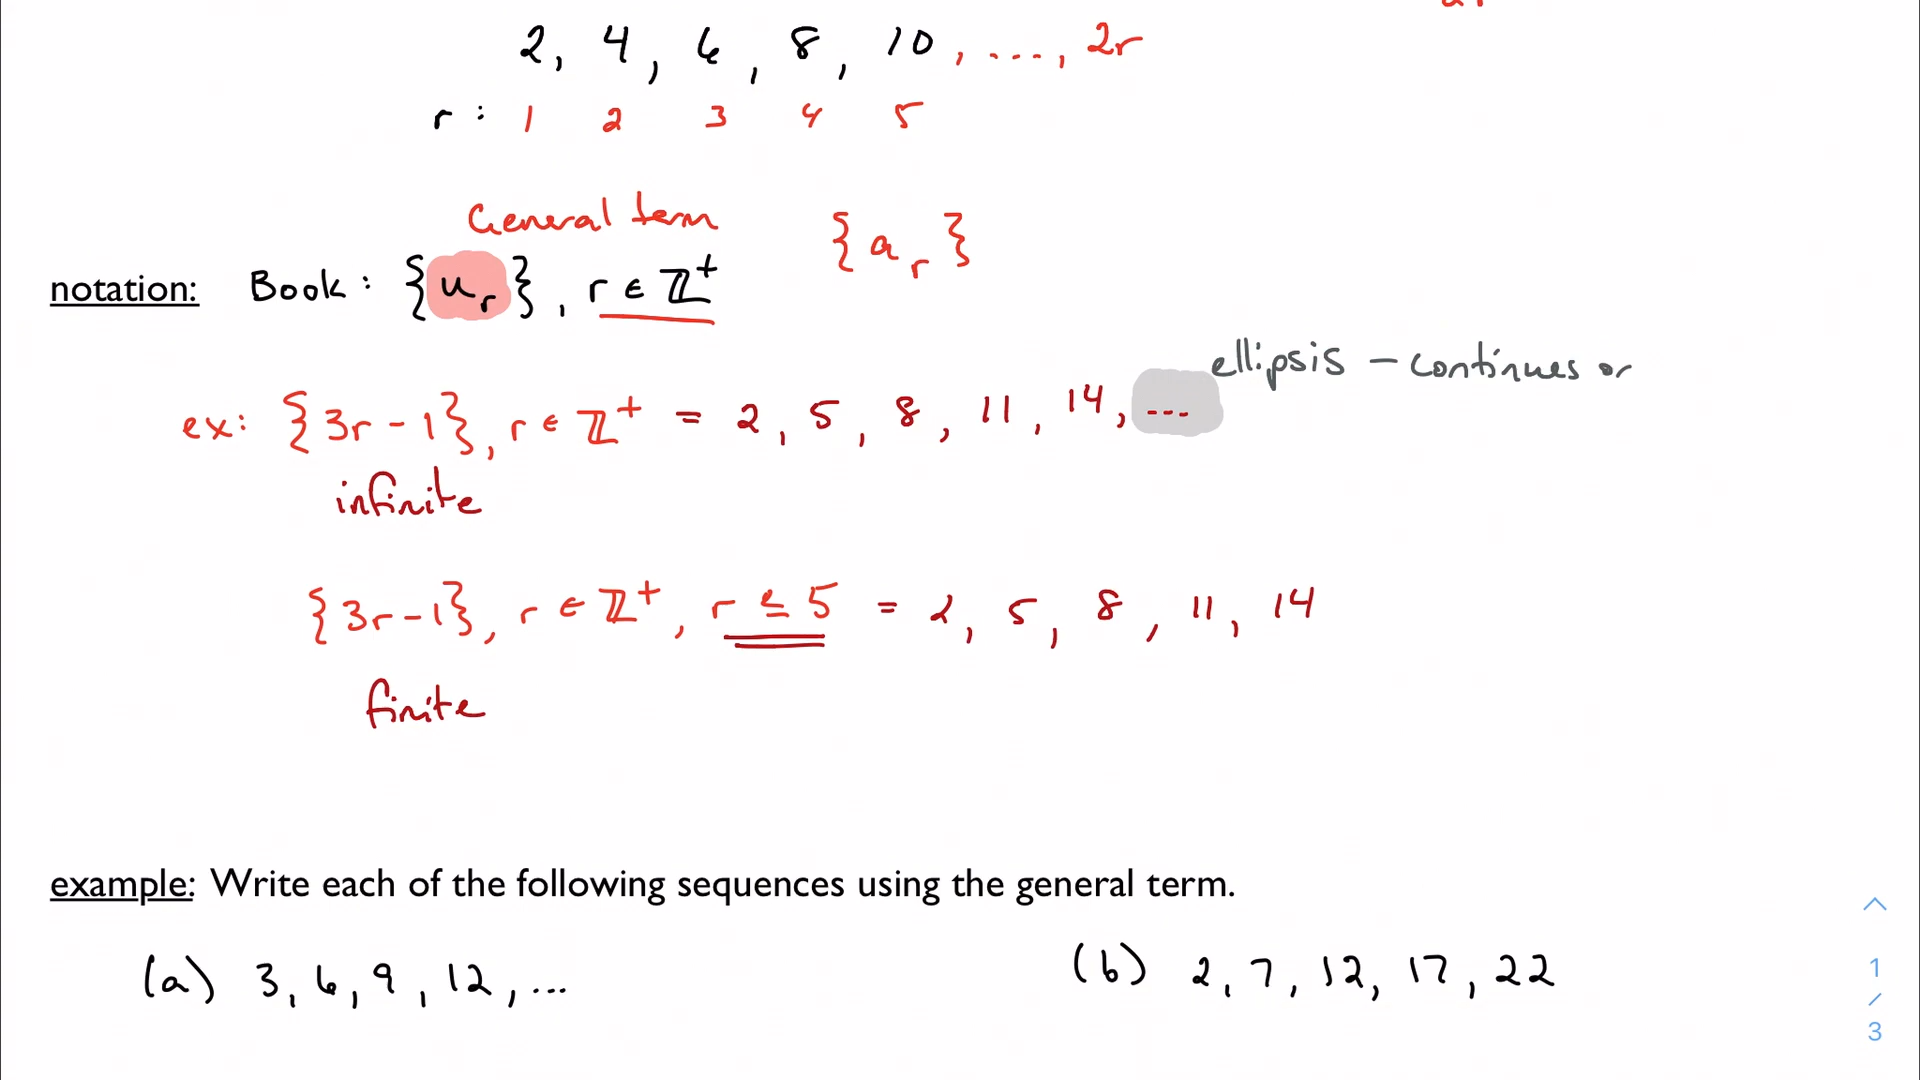 2, 4, 6, 8, 10, ...., 2r
r : 1 2 3 4 5
General term {a_r}
notation: Book : {u_r}, r ∈ ℤ⁺
ellipsis – continues or
ex: {3r - 1}, r ∈ ℤ⁺ = 2, 5, 8, 11, 14, ...
infinite
{3r-1}, r ∈ ℤ⁺, r ≤ 5 = 2, 5, 8, 11, 14
finite
example: Write each of the following sequences using the general term.
(a) 3, 6, 9, 12, ... (b) 2, 7, 12, 17, 22
1
/
3